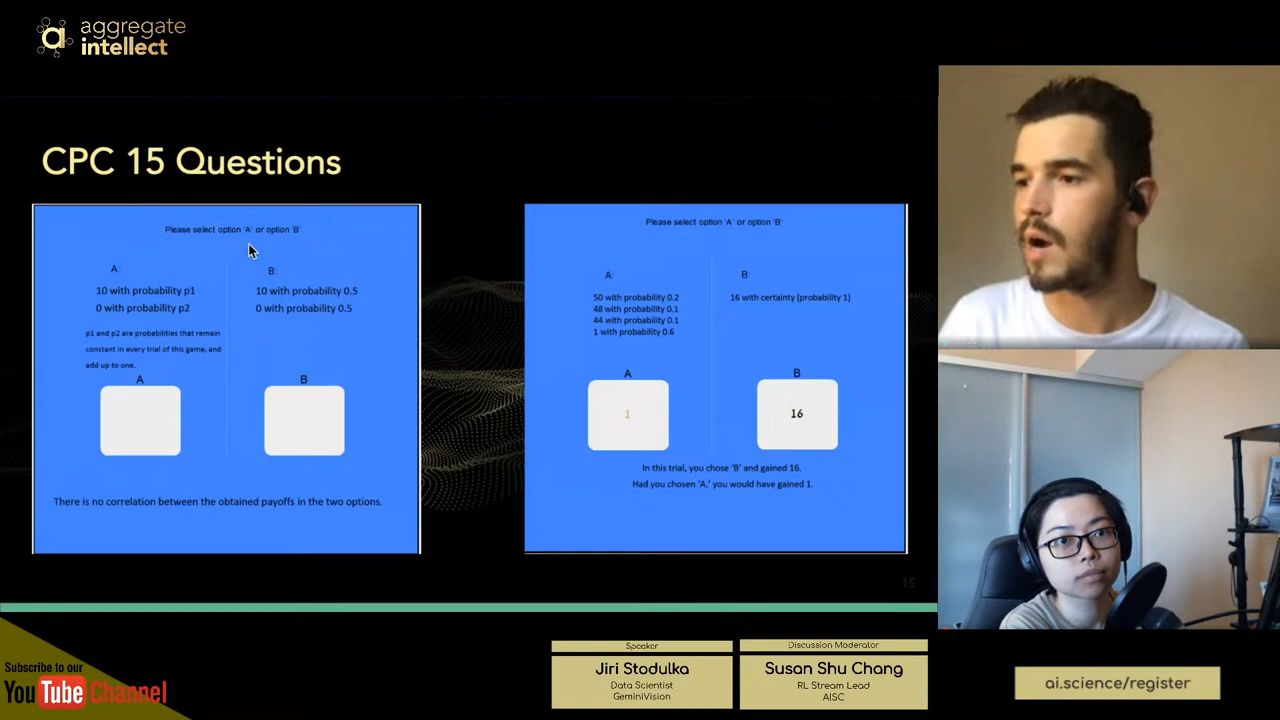 aggregate
intellect
CPC 15 Questions
Please select option 'A' or option 'B'
A:
B:
10 with probability p1
0 with probability p2
10 with probability 0.5
0 with probability 0.5
p1 and p2 are probabilities that remain
constant in every trial of this game, and
add up to one.
A
B
There is no correlation between the obtained payoffs in the two options.
Please select option 'A' or option 'B'
A:
B:
50 with probability 0.2
48 with probability 0.1
44 with probability 0.1
1 with probability 0.6
16 with certainty (probability 1)
A
B
1
16
In this trial, you chose 'B' and gained 16.
Had you chosen 'A,' you would have gained 1.
15
Subscribe to our
YouTube Channel
Speaker
Jiri Stodulka
Data Scientist
GeminiVision
Discussion Moderator
Susan Shu Chang
RL Stream Lead
AISC
ai.science/register